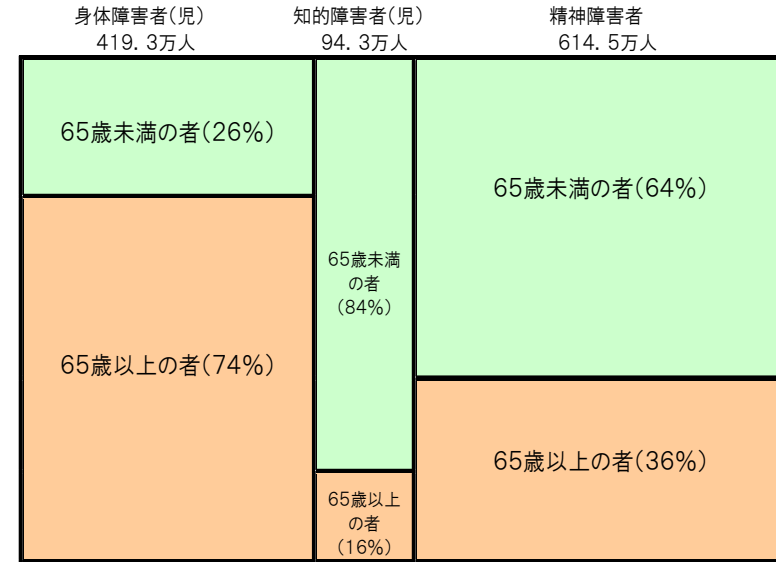 身体障害者(児)
419.3万人
知的障害者(児)
94.3万人
精神障害者
614.5万人
65歳未満の者(26%)
65歳以上の者(74%)
65歳未満
の者
(84%)
65歳以上
の者
(16%)
65歳未満の者(64%)
65歳以上の者(36%)